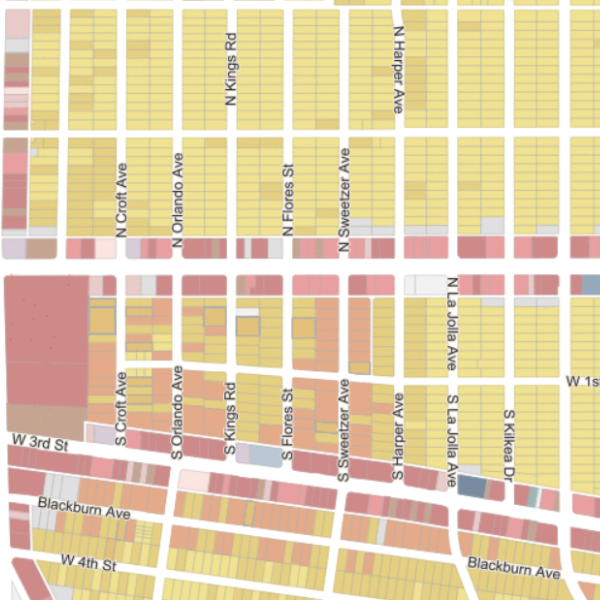 N Kings Rd
N Harper Ave
N Croft Ave
N Orlando Ave
N Flores St
N Sweetzer Ave
N La Jolla Ave
W 1st
S Croft Ave
S Orlando Ave
S Kings Rd
S Flores St
S Sweetzer Ave
S Harper Ave
S La Jolla Ave
S Kilkea Dr
W 3rd St
Blackburn Ave
W 4th St
Blackburn Ave